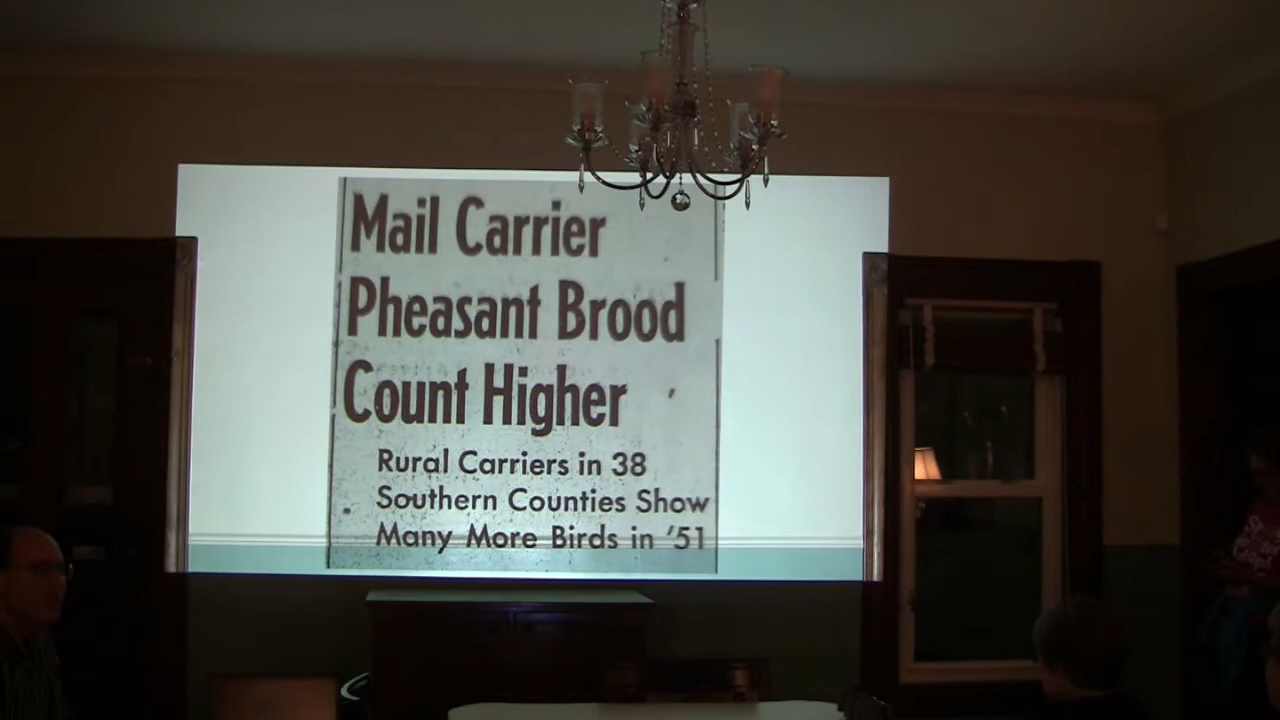 Mail Carrier
Pheasant Brood
Count Higher
Rural Carriers in 38
Southern Counties Show
Many More Birds in '51